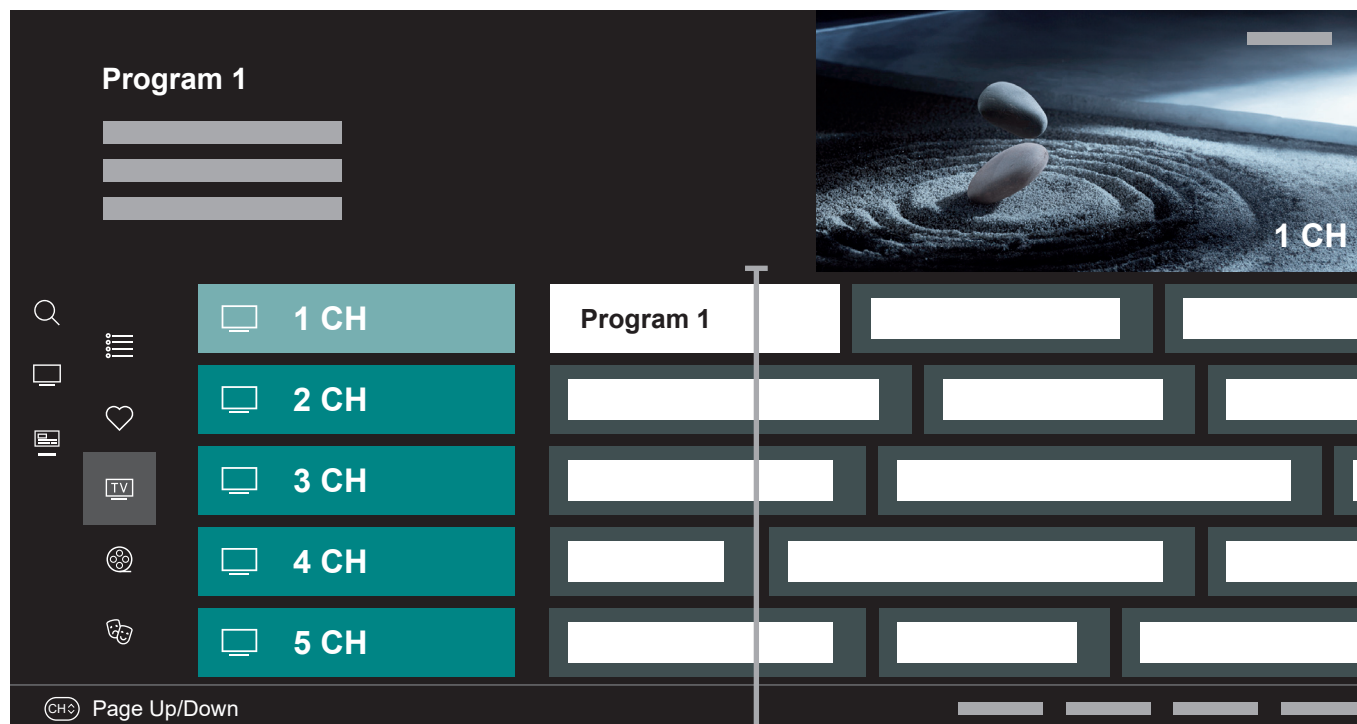 Program 1
1 CH
1 CH
Program 1
2 CH
TV
3 CH
4 CH
5 CH
CH
Page Up/Down